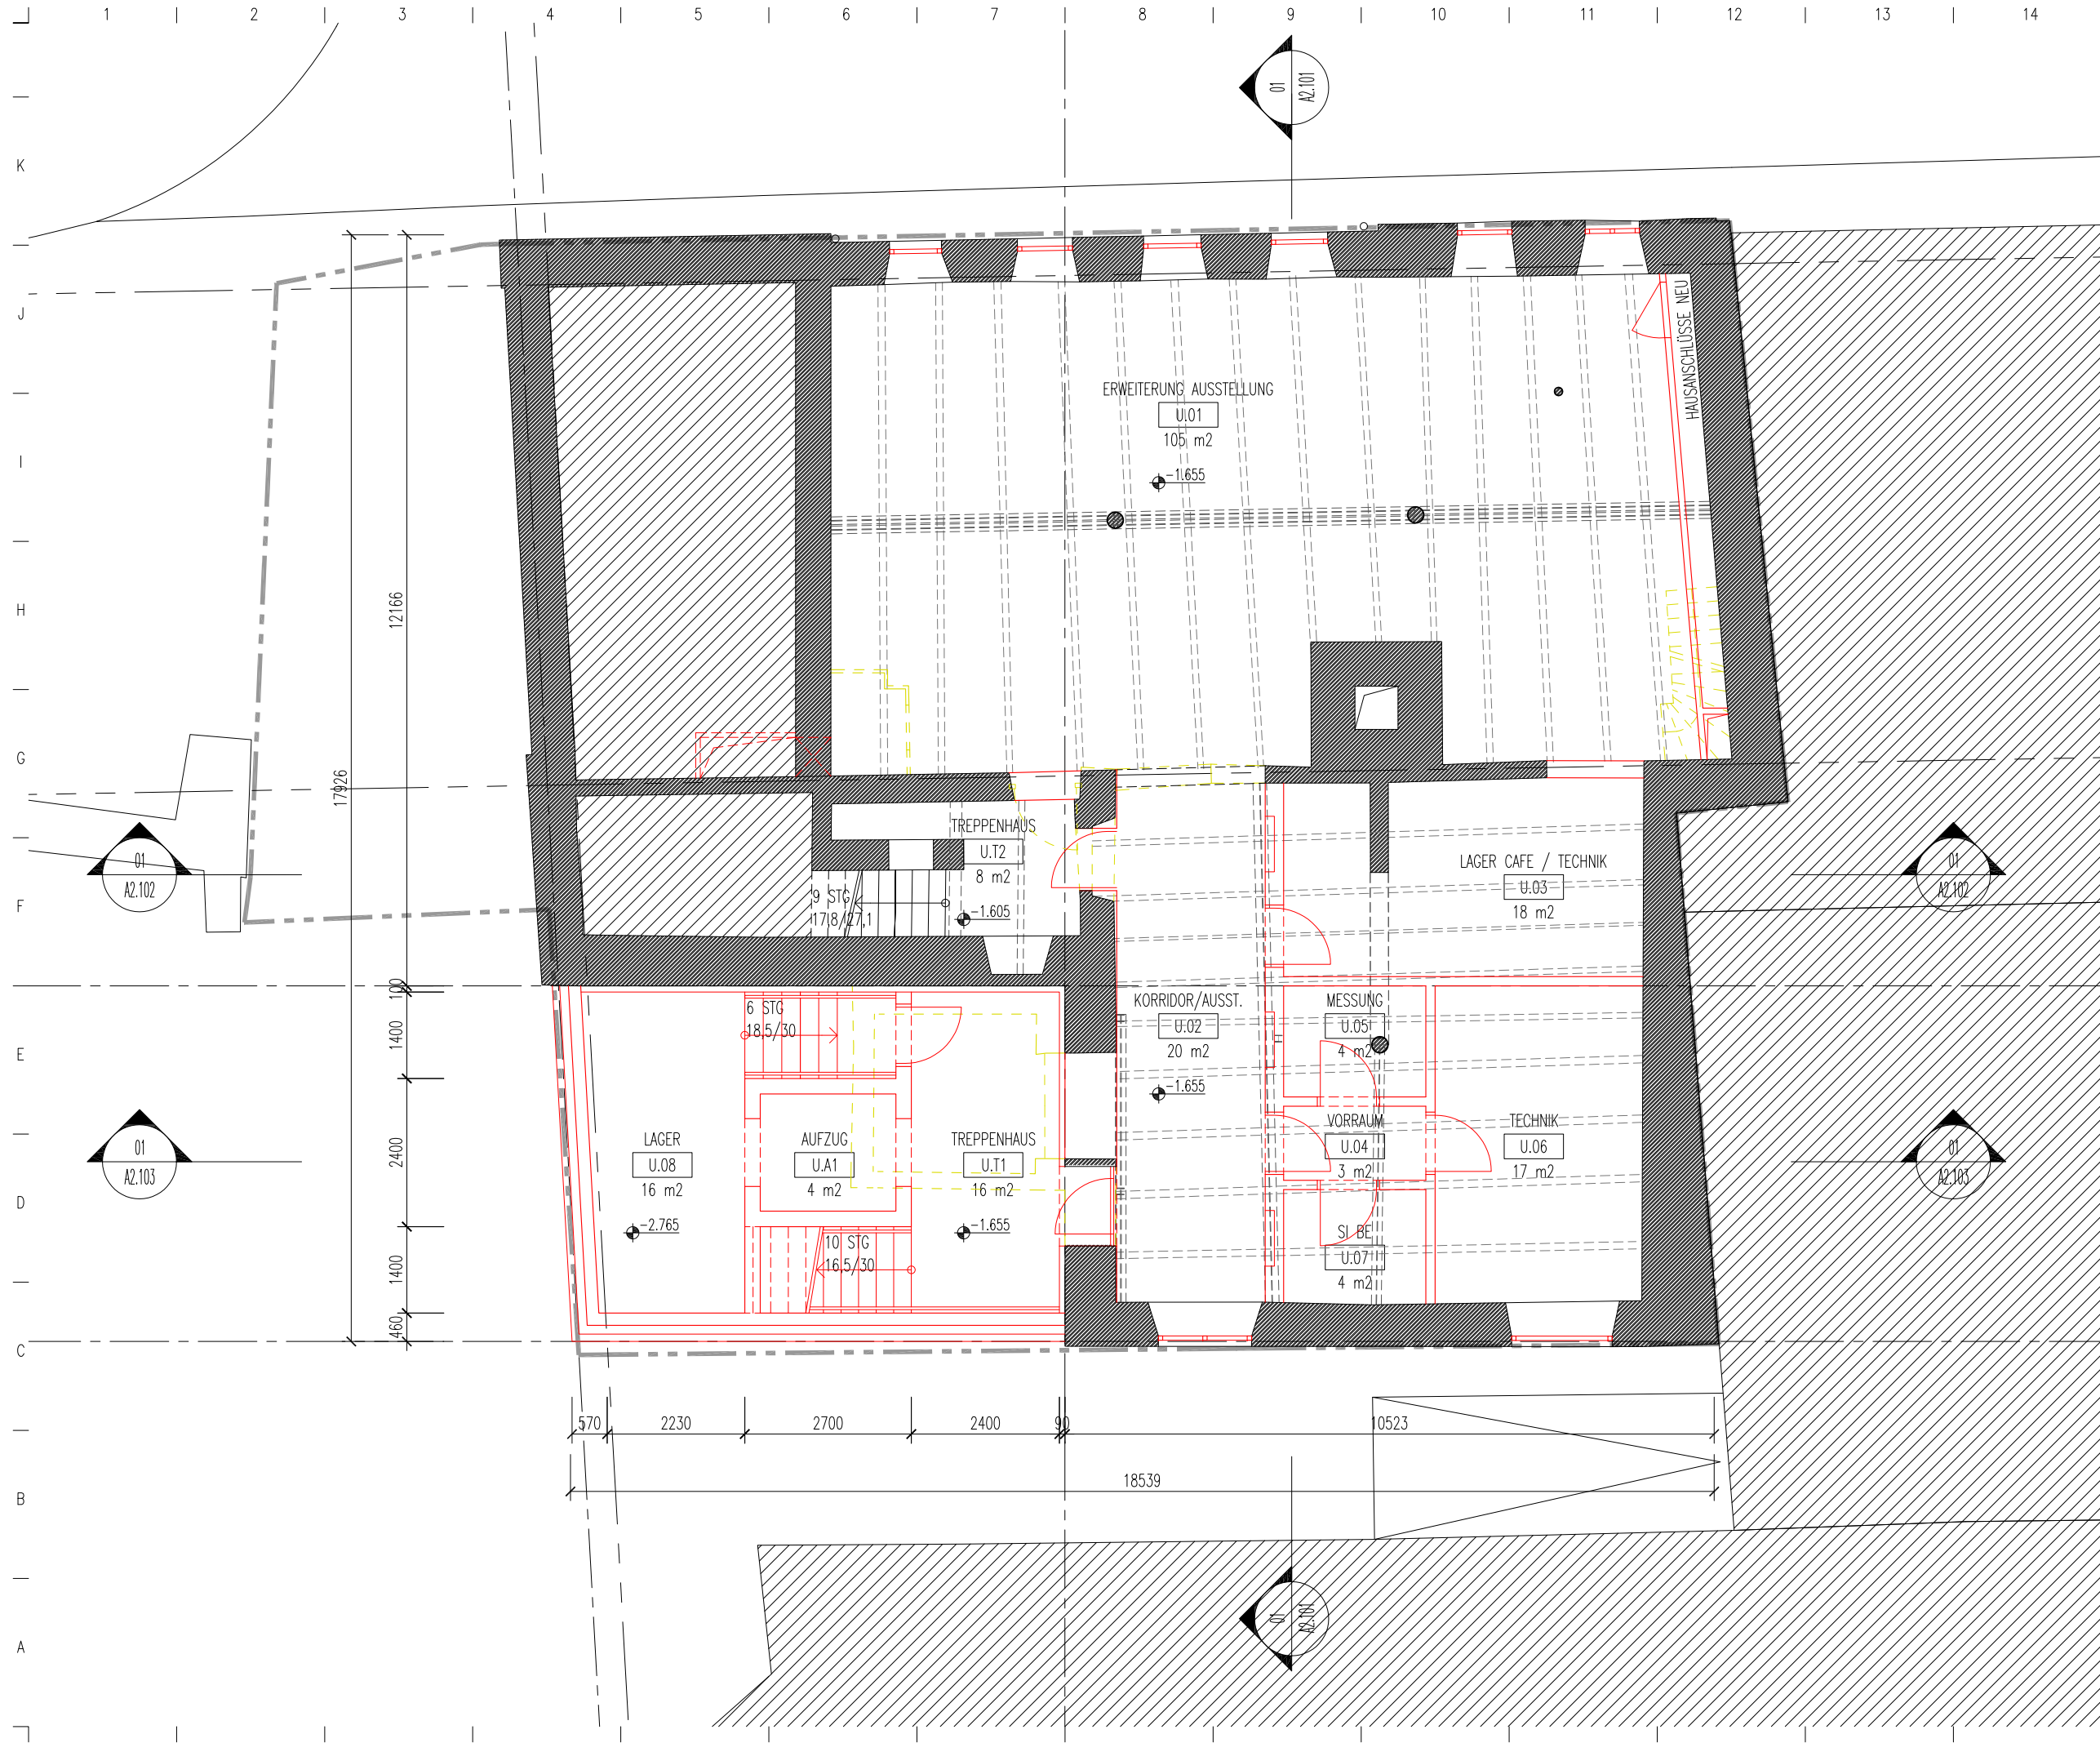 1 2 3 4 5 6 7 8 9 10 11 12 13 14
01
A2.101
K
J
HAUSANSCHLÜSSE NEU
ERWEITERUNG AUSSTELLUNG
U.01
105 m2
-1.655
I
H
12166
G
17926
TREPPENHAUS
U.T2
8 m2
-1.605
9 STG
17,8/27,1
LAGER CAFE / TECHNIK
U.03
18 m2
01
A2.102
01
A2.102
F
100
6 STG
18,5/30
KORRIDOR/AUSST.
U.02
20 m2
-1.655
MESSUNG
U.05
4 m2
H
1400
E
LAGER
U.08
16 m2
-2.765
AUFZUG
U.A1
4 m2
TREPPENHAUS
U.T1
16 m2
-1.655
VORRAUM
U.04
3 m2
TECHNIK
U.06
17 m2
01
A2.103
01
A2.103
2400
D
10 STG
16,5/30
SI BE
U.07
4 m2
1400
460
C
570 2230 2700 2400 90 10523
18539
B
01
A2.101
A